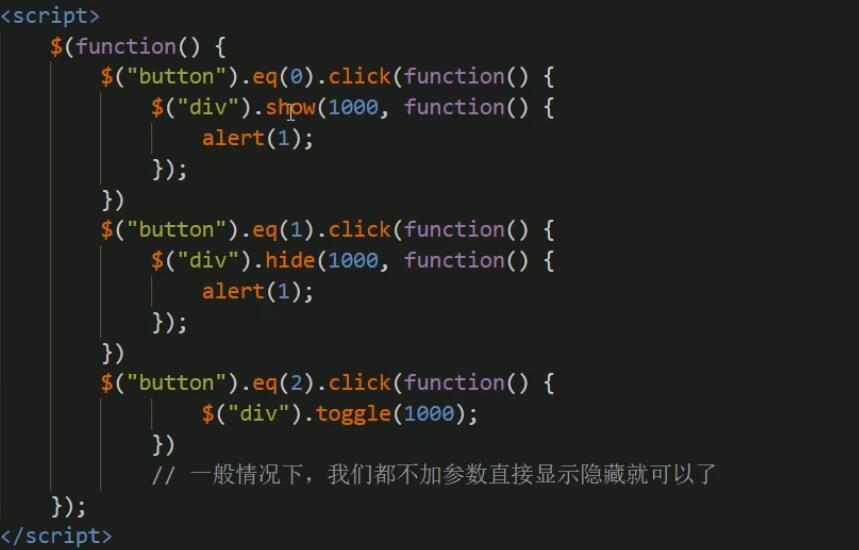 <script>
    $(function() {
        $("button").eq(0).click(function() {
            $("div").show(1000, function() {
                alert(1);
            });
        })
        $("button").eq(1).click(function() {
            $("div").hide(1000, function() {
                alert(1);
            });
        })
        $("button").eq(2).click(function() {
                $("div").toggle(1000);
            })
            // 一般情况下，我们都不加参数直接显示隐藏就可以了
    });
</script>